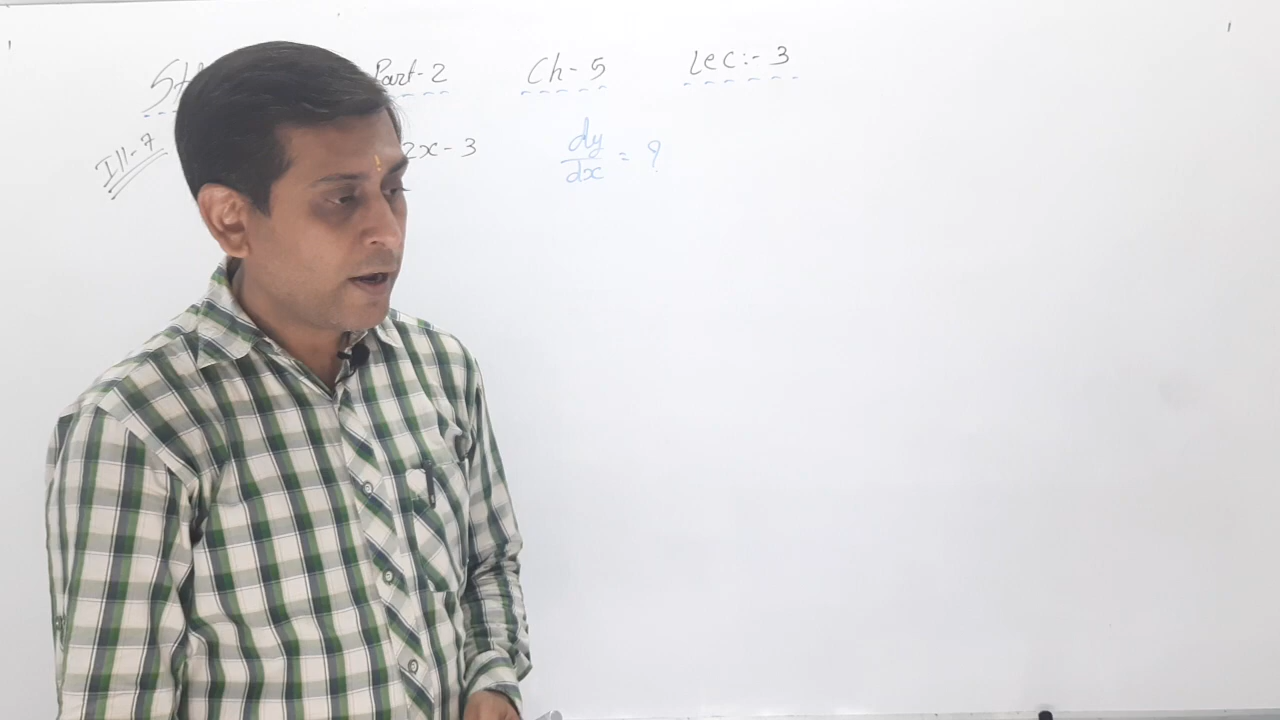 Part-2 Ch-5 Lec:-3
Ill-7 2x-3 dy/dx = ?